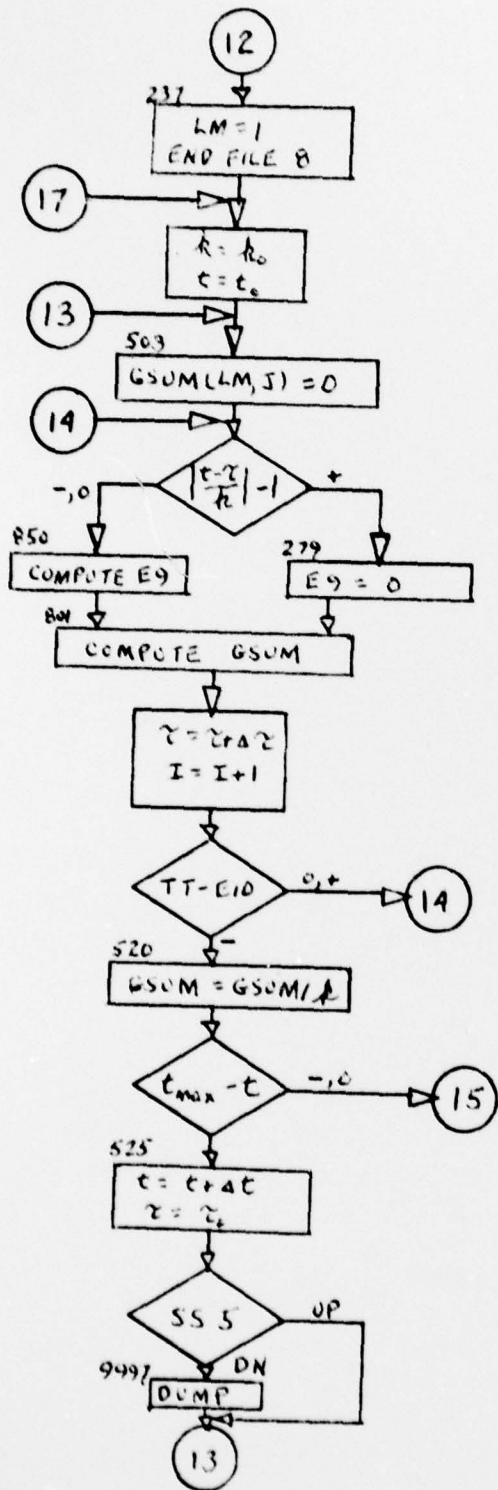 12
237
LM = 1
END FILE 8
17
k = k₀
t = t₀
13
503
GSUM(LM, J) = 0
14
|t-τ/k| - 1
-,0
+
850
COMPUTE E9
279
E9 = 0
801
COMPUTE GSUM
τ = τ+Δτ
I = I+1
TT-E10
0,+
14
-
520
GSUM = GSUM/k
t max - t
-,0
15
525
t = t+Δt
SS 5
UP
DN
DUMP
13